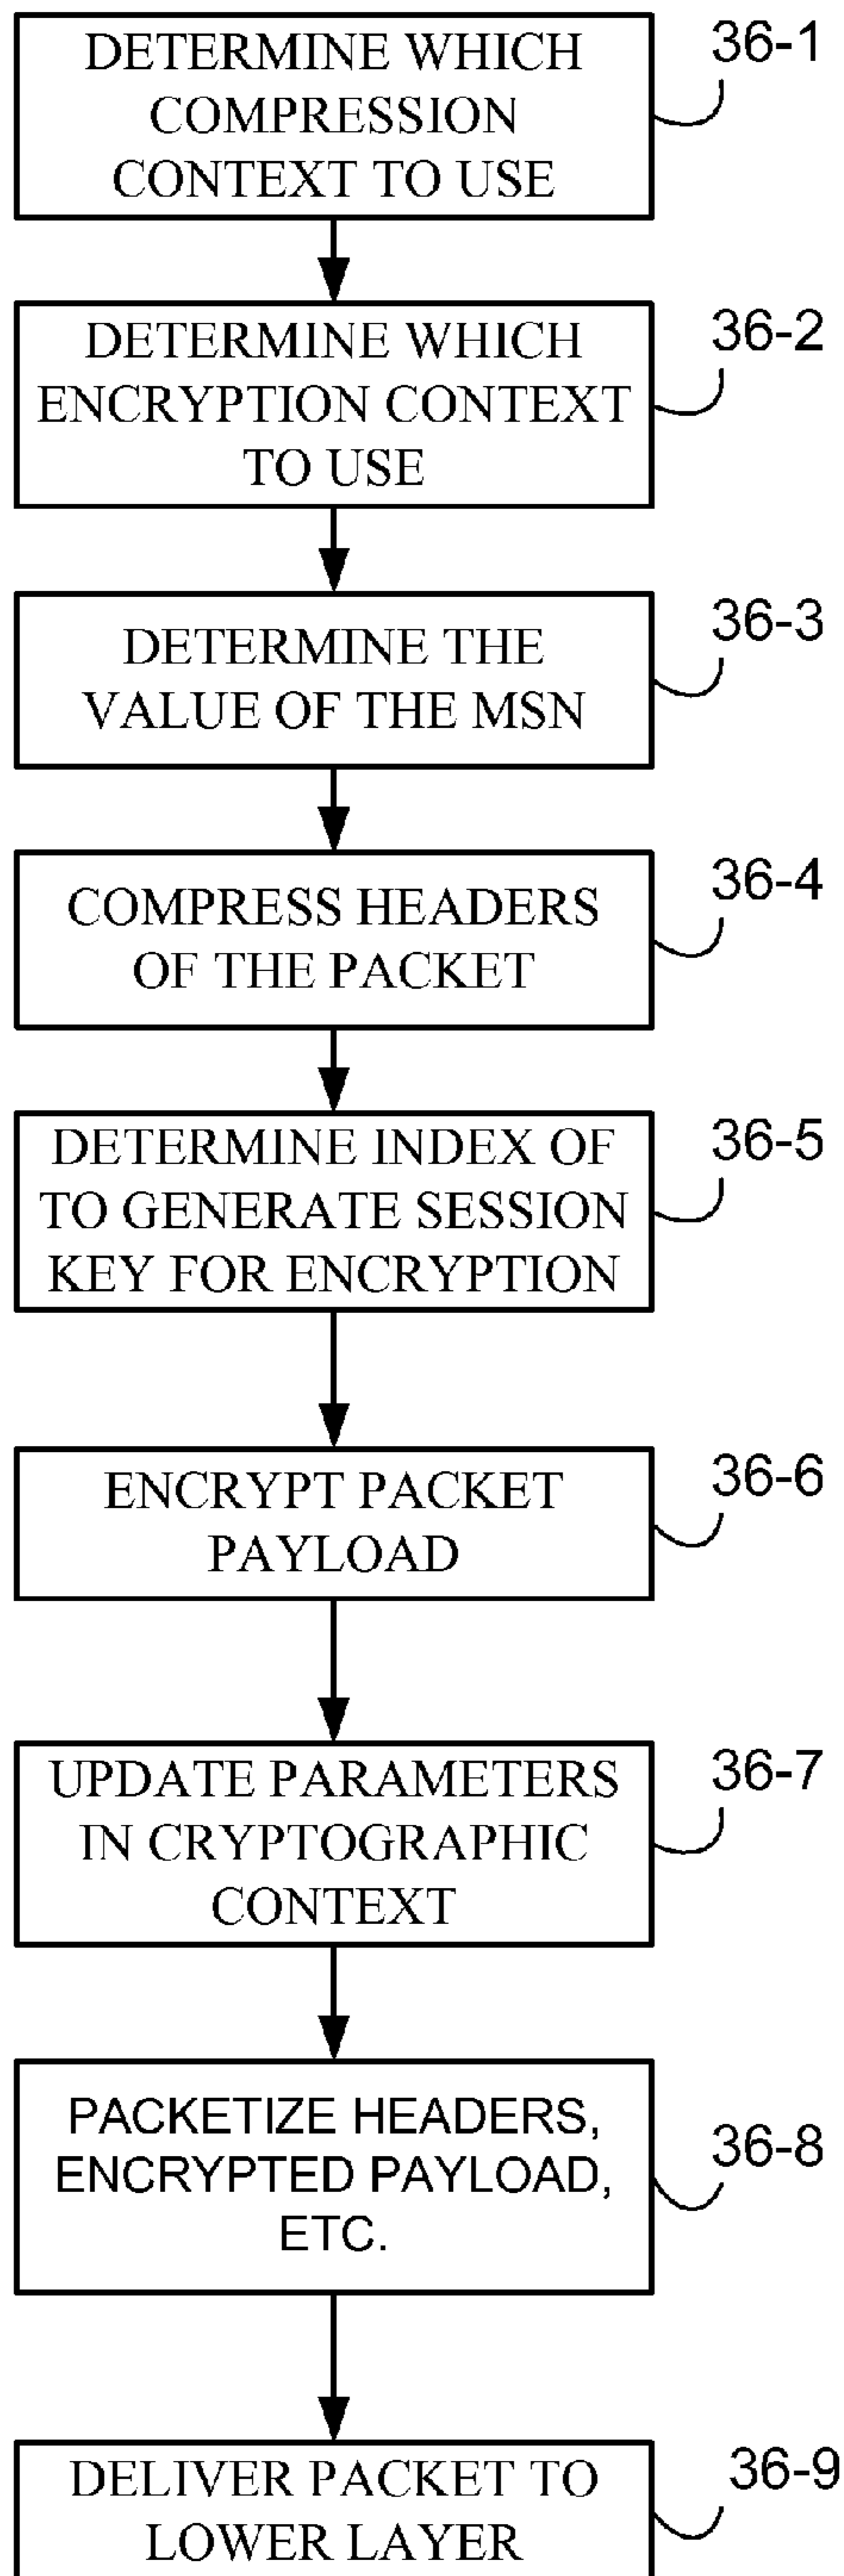 DETERMINE WHICH
COMPRESSION
CONTEXT TO USE
36-1
DETERMINE WHICH
ENCRYPTION CONTEXT
TO USE
36-2
DETERMINE THE
VALUE OF THE MSN
36-3
COMPRESS HEADERS
OF THE PACKET
36-4
DETERMINE INDEX OF
TO GENERATE SESSION
KEY FOR ENCRYPTION
36-5
ENCRYPT PACKET
PAYLOAD
36-6
UPDATE PARAMETERS
IN CRYPTOGRAPHIC
CONTEXT
36-7
PACKETIZE HEADERS,
ENCRYPTED PAYLOAD,
ETC.
36-8
DELIVER PACKET TO
LOWER LAYER
36-9